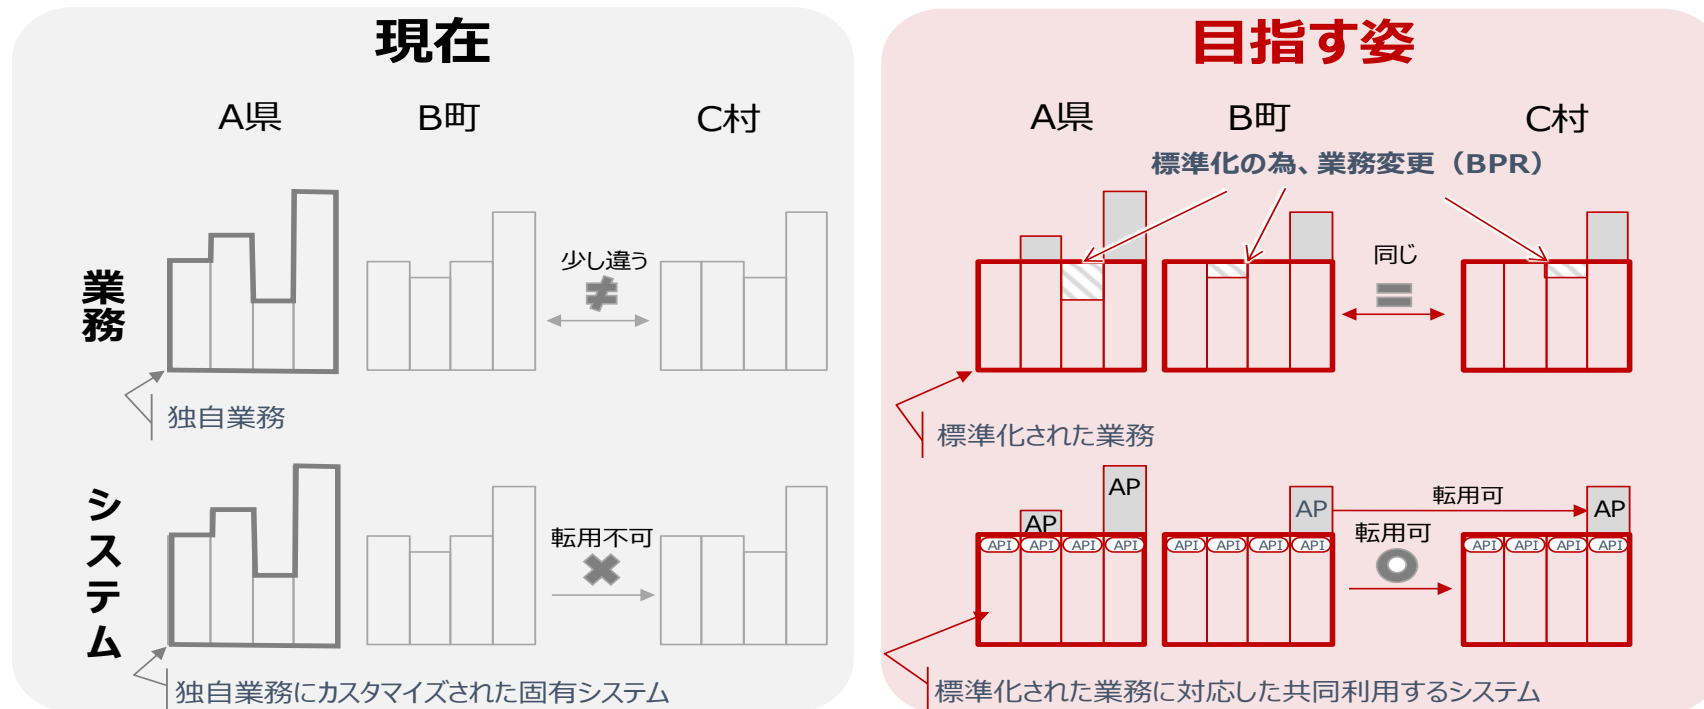 現在
A県
B町
C村
業務
少し違う
≠
独自業務
システム
転用不可
独自業務にカスタマイズされた固有システム
目指す姿
A県
B町
C村
標準化の為、業務変更（BPR）
同じ
=
標準化された業務
AP
AP
AP
転用可
AP
転用可
API API API API
API API API API
API API API API
標準化された業務に対応した共同利用するシステム